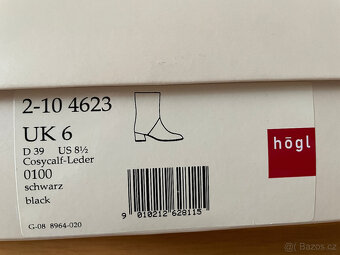 2-10 4623
UK 6
D 39 US 8½
Cosycalf-Leder
0100
schwarz
black
högl
9 010212 628115
G-08 8964-020
sbazar.cz